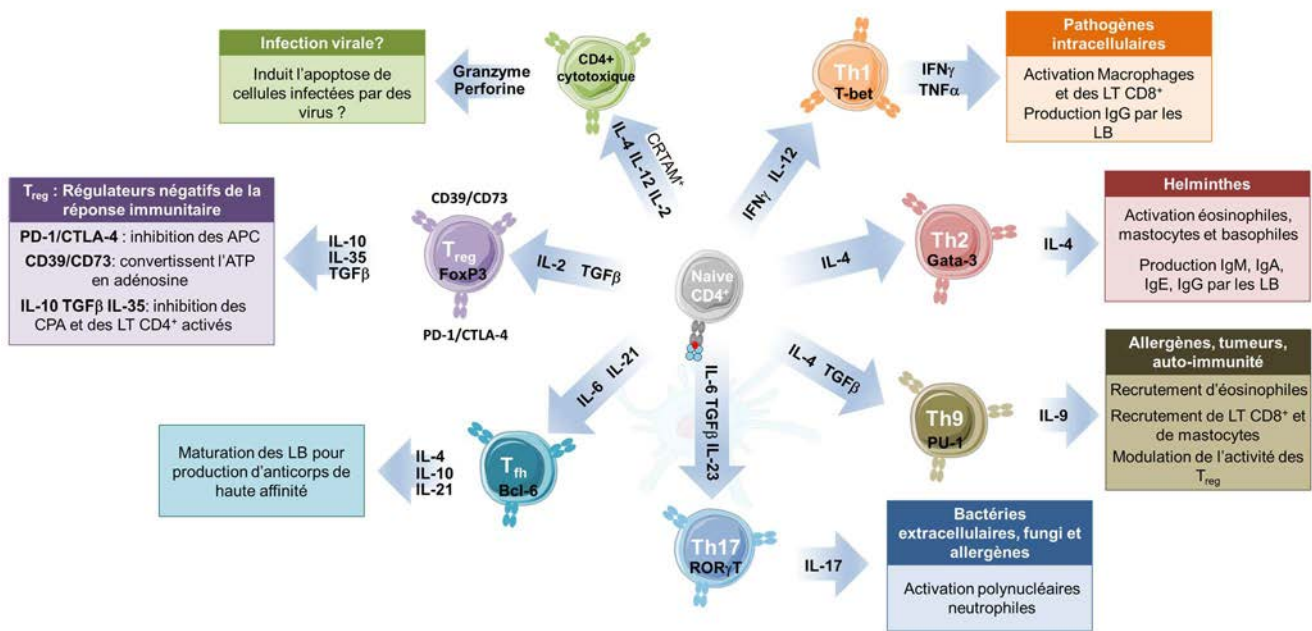 Infection virale?
Induit l'apoptose de
cellules infectées par des
virus ?
Granzyme
Perforine
CD4+
cytotoxique
CRTAM⁺
IL-4 IL-12 IL-2
Th1
T-bet
IFNγ IL-12
IFNγ
TNFα
Pathogènes
intracellulaires
Activation Macrophages
et des LT CD8⁺
Production IgG par les
LB
T_reg : Régulateurs négatifs de la
réponse immunitaire
PD-1/CTLA-4 : inhibition des APC
CD39/CD73: convertissent l'ATP
en adénosine
IL-10 TGFβ IL-35: inhibition des
CPA et des LT CD4⁺ activés
IL-10
IL-35
TGFβ
CD39/CD73
T_reg
FoxP3
PD-1/CTLA-4
IL-2 TGFβ
Naive
CD4⁺
IL-4
Th2
Gata-3
IL-4
Helminthes
Activation éosinophiles,
mastocytes et basophiles
Production IgM, IgA,
IgE, IgG par les LB
IL-4 TGFβ
Th9
PU-1
IL-9
Allergènes, tumeurs,
auto-immunité
Recrutement d'éosinophiles
Recrutement de LT CD8⁺ et
de mastocytes
Modulation de l'activité des
T_reg
IL-6 IL-21
T_fh
Bcl-6
IL-4
IL-10
IL-21
Maturation des LB pour
production d'anticorps de
haute affinité
IL-6 TGFβ IL-23
Th17
RORγT
IL-17
Bactéries
extracellulaires, fungi et
allergènes
Activation polynucléaires
neutrophiles